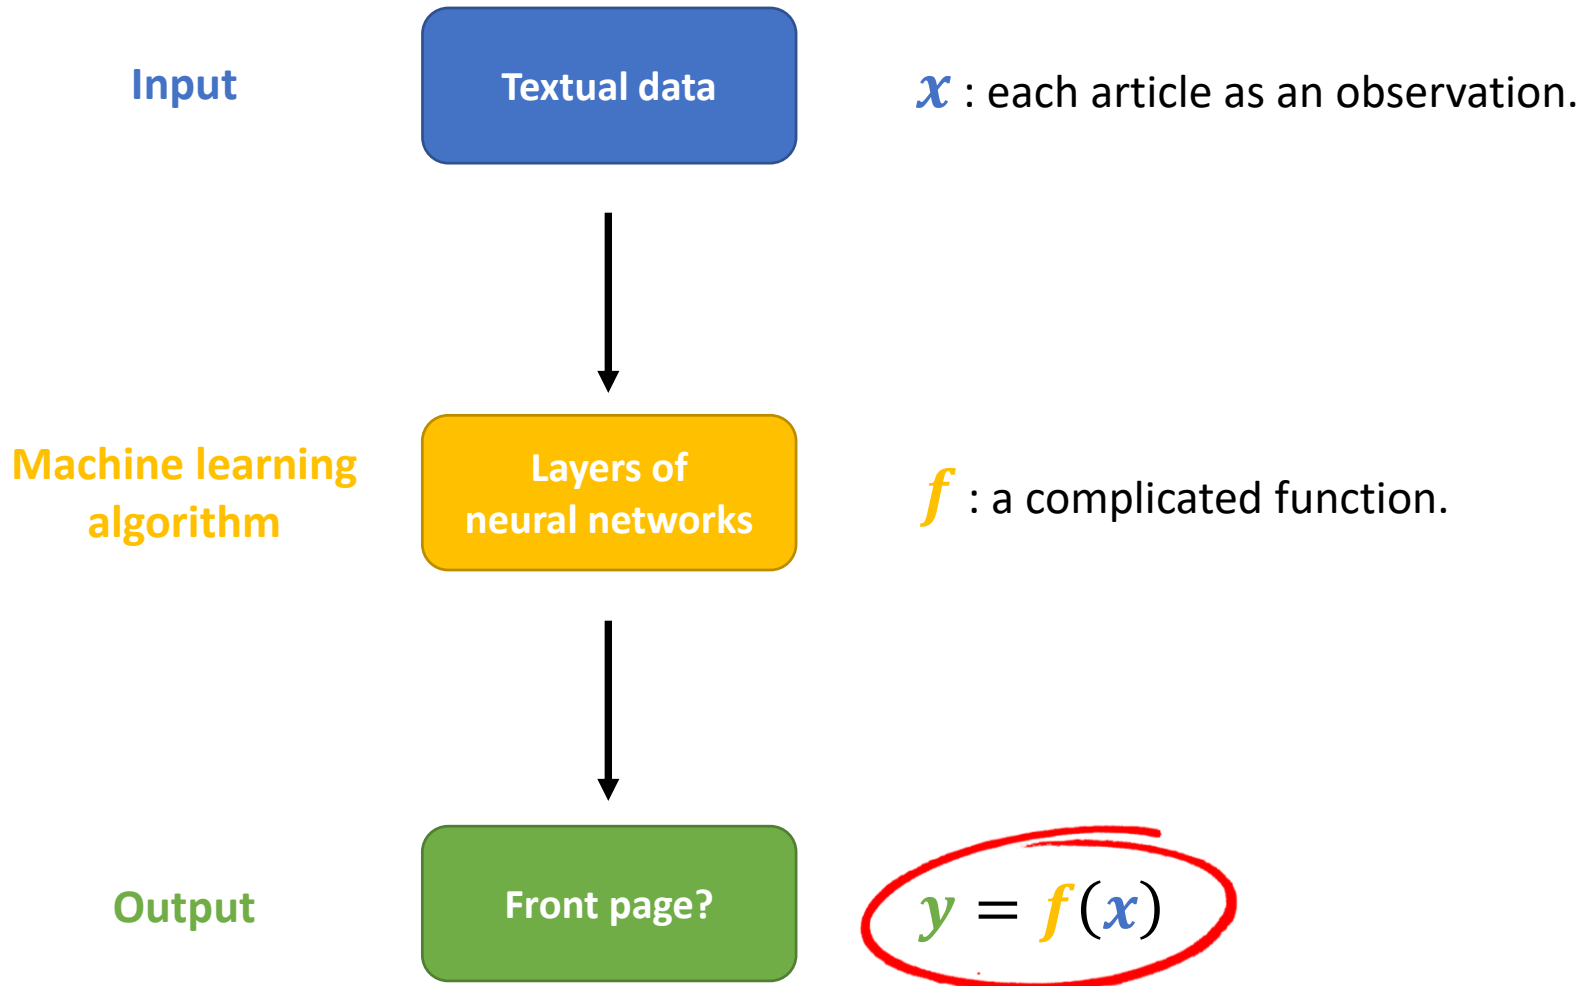 Input
Textual data
x : each article as an observation.
Machine learning
algorithm
Layers of
neural networks
f : a complicated function.
Output
Front page?
y = f(x)